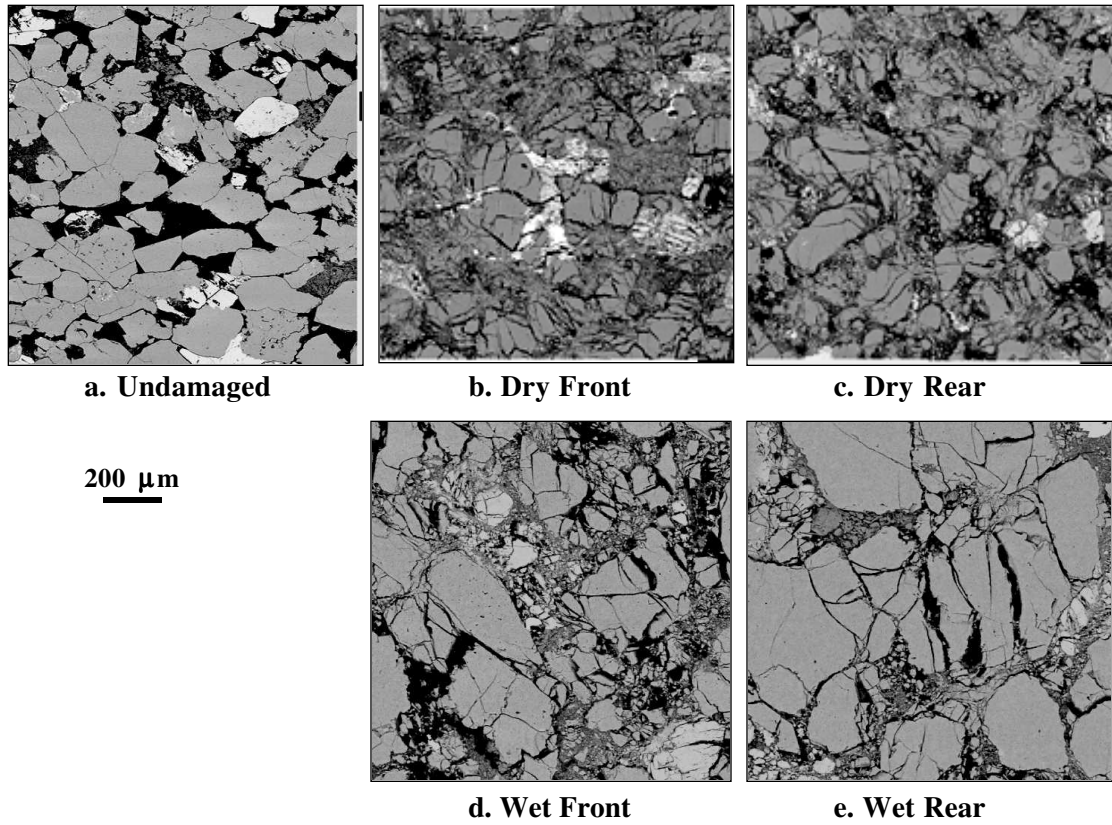 a. Undamaged
b. Dry Front
c. Dry Rear
200 μm
d. Wet Front
e. Wet Rear